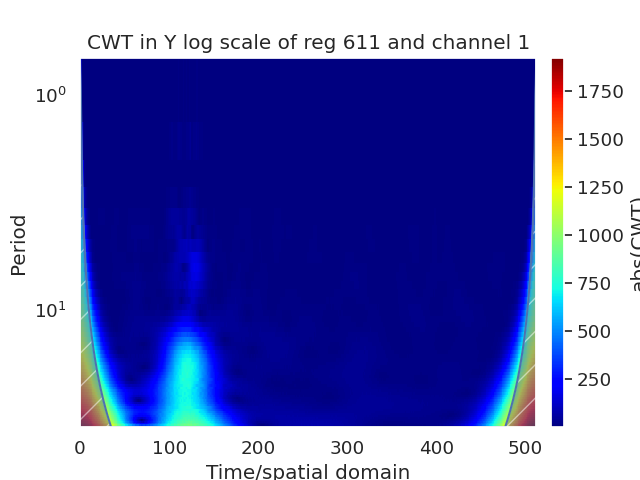 CWT in Y log scale of reg 611 and channel 1
10⁰
10¹
Period
0 100 200 300 400 500
Time/spatial domain
1750
1500
1250
1000
750
500
250
abs(CWT)